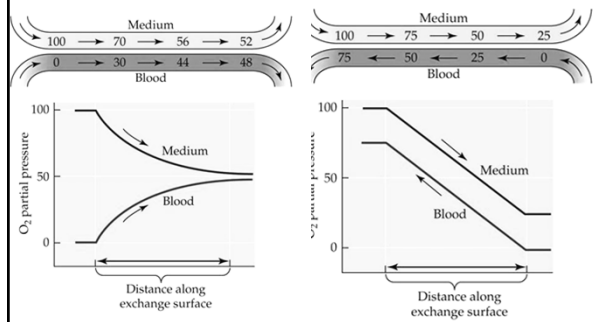 Medium
100 70 56 52
0 30 44 48
Blood
O2 partial pressure
100
50
0
Medium
Blood
Distance along
exchange surface
Medium
100 75 50 25
75 50 25 0
Blood
100
50
0
Medium
Blood
Distance along
exchange surface